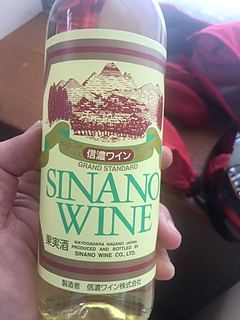 信濃ワイン
GRAND STANDARD
SINANO
WINE
果実酒
KIKYOGAHARA NAGANO JAPAN
PRODUCED AND BOTTLED BY
SINANO WINE CO., LTD.
製造者 信濃ワイン株式会社